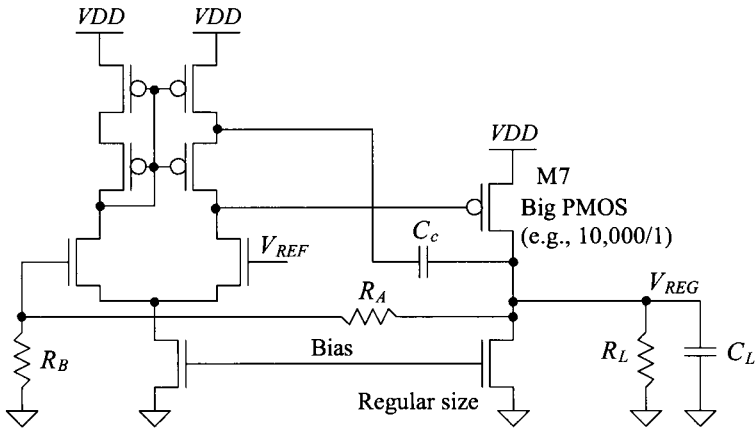 VDD
VDD
VDD
M7
Big PMOS
(e.g., 10,000/1)
V_REF
C_c
V_REG
R_A
R_B
Bias
R_L
C_L
Regular size